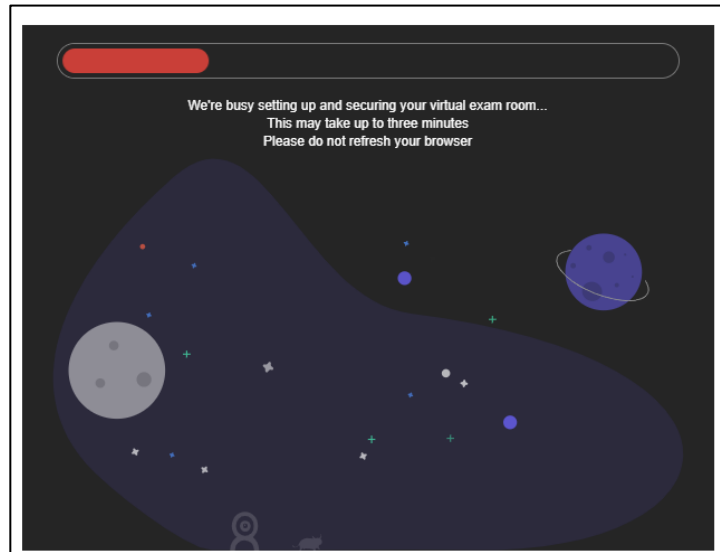 We're busy setting up and securing your virtual exam room...
This may take up to three minutes
Please do not refresh your browser